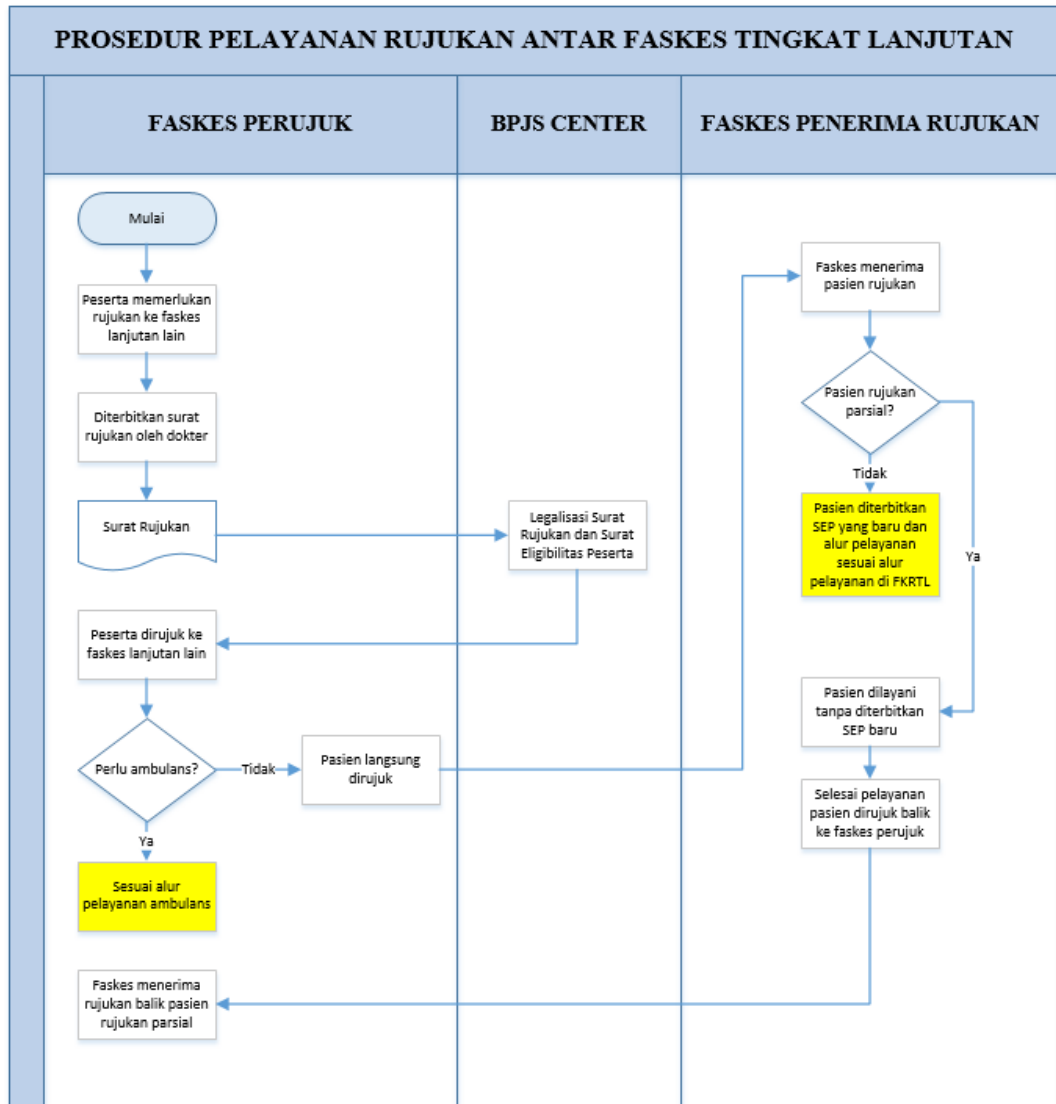 PROSEDUR PELAYANAN RUJUKAN ANTAR FASKES TINGKAT LANJUTAN
FASKES PERUJUK
BPJS CENTER
FASKES PENERIMA RUJUKAN
Mulai
Peserta memerlukan
rujukan ke faskes
lanjutan lain
Diterbitkan surat
rujukan oleh dokter
Surat Rujukan
Legalisasi Surat
Rujukan dan Surat
Eligibilitas Peserta
Peserta dirujuk ke
faskes lanjutan lain
Perlu ambulans?
Tidak
Pasien langsung
dirujuk
Ya
Sesuai alur
pelayanan ambulans
Faskes menerima
pasien rujukan
Pasien rujukan
parsial?
Tidak
Pasien diterbitkan
SEP yang baru dan
alur pelayanan
sesuai alur
pelayanan di FKRTL
Ya
Pasien dilayani
tanpa diterbitkan
SEP baru
Selesai pelayanan
pasien dirujuk balik
ke faskes perujuk
Faskes menerima
rujukan balik pasien
rujukan parsial